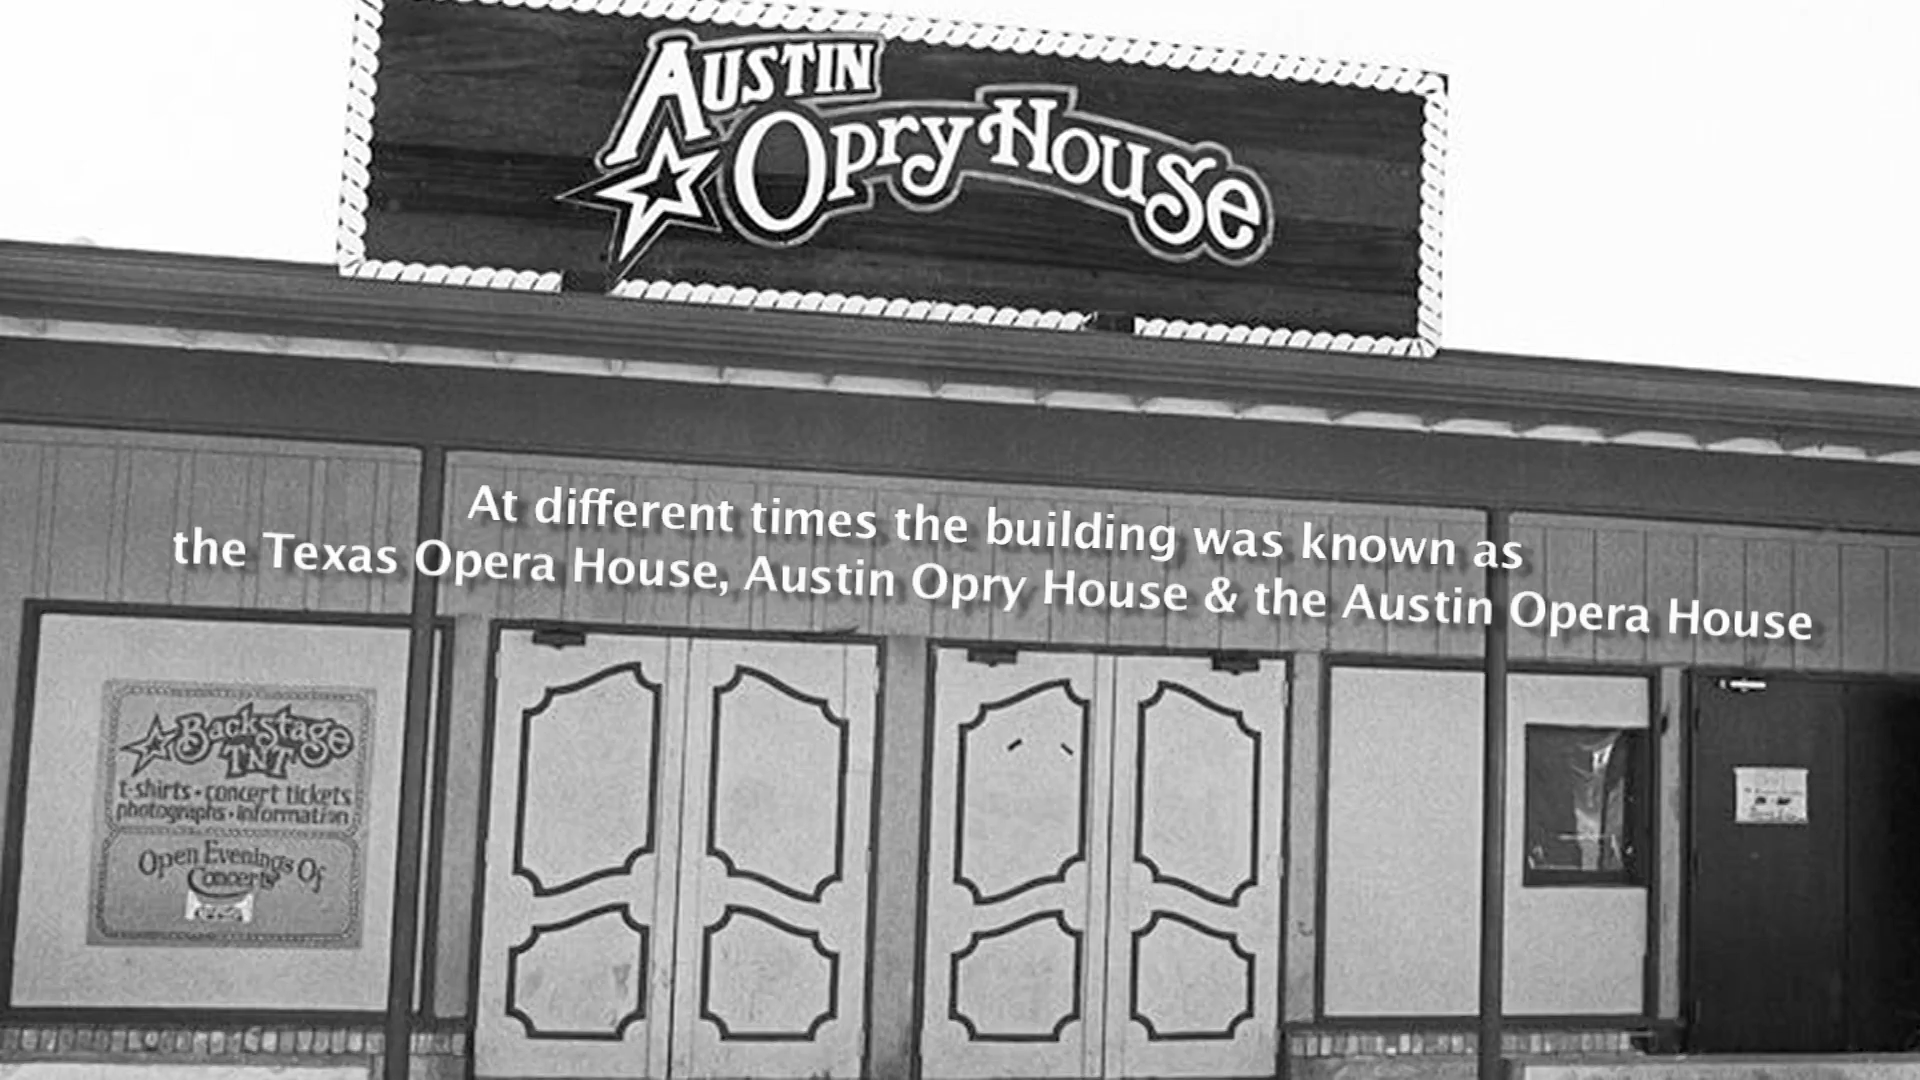 AUSTIN
Opry House
At different times the building was known as
the Texas Opera House, Austin Opry House & the Austin Opera House
Backstage
TNT
t-shirts • concert tickets
photographs • information
Open Evenings Of
Concerts